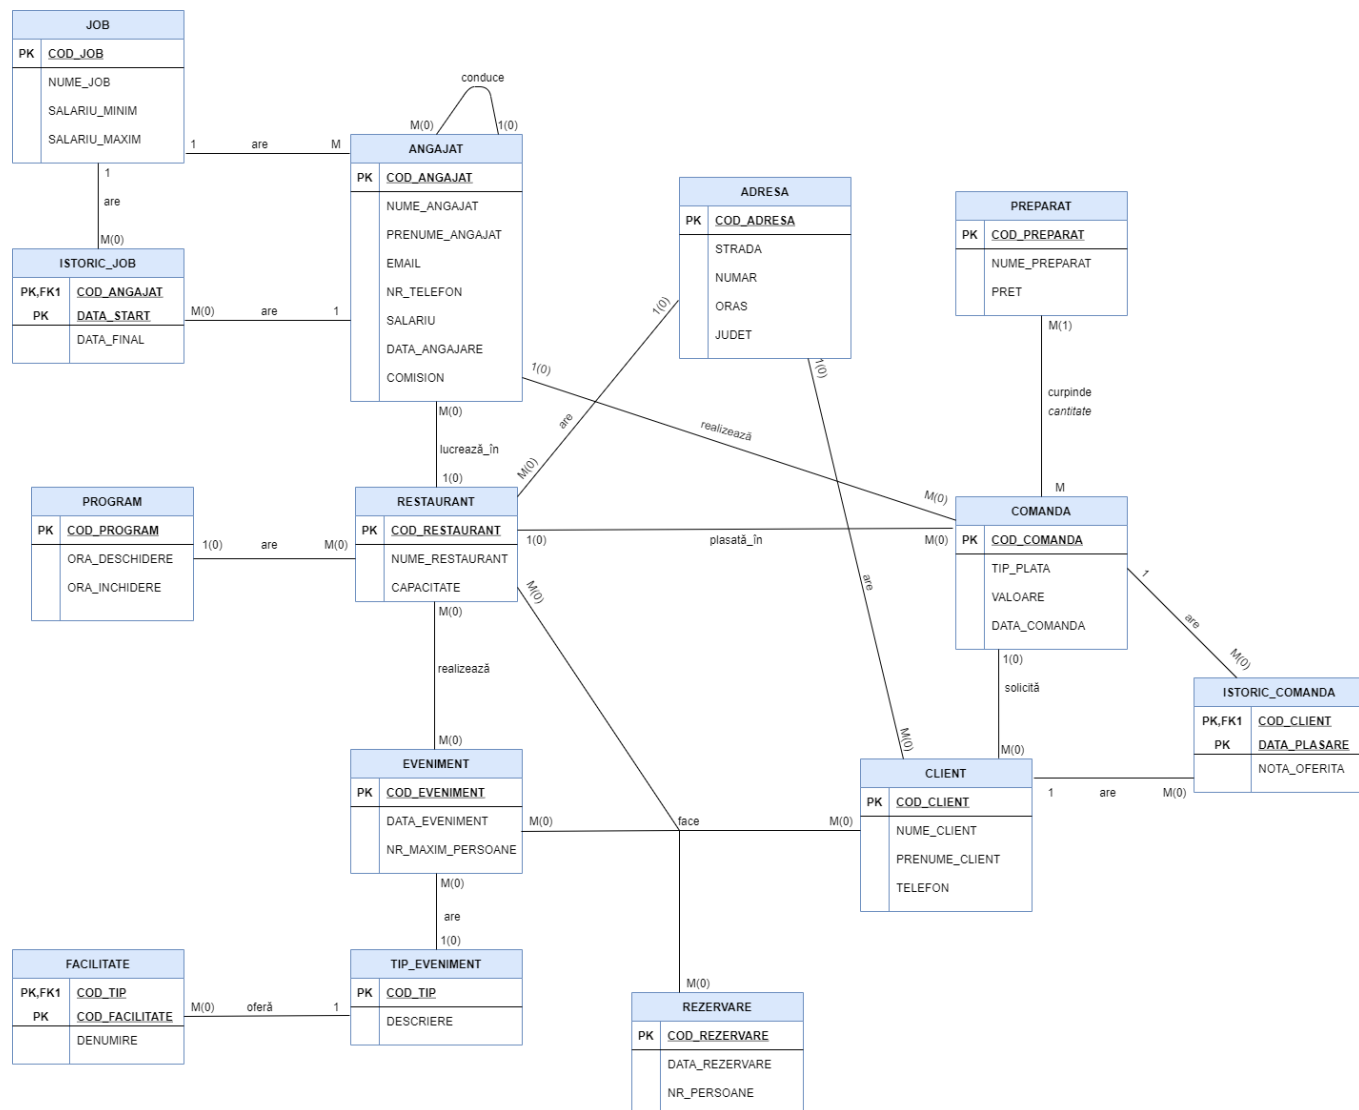 JOB
PK COD_JOB
NUME_JOB
SALARIU_MINIM
SALARIU_MAXIM
1 are M
1
are
M(0)
conduce
M(0) 1(0)
ANGAJAT
PK COD_ANGAJAT
NUME_ANGAJAT
PRENUME_ANGAJAT
EMAIL
NR_TELEFON
SALARIU
DATA_ANGAJARE
COMISION
ISTORIC_JOB
PK,FK1 COD_ANGAJAT
PK DATA_START
DATA_FINAL
M(0) are 1
ADRESA
PK COD_ADRESA
STRADA
NUMAR
ORAS
JUDET
PREPARAT
PK COD_PREPARAT
NUME_PREPARAT
PRET
M(1)
curpinde
cantitate
M
1(0)
are
M(0)
1(0)
are
M(0)
1(0)
realizează
M(0)
M(0)
lucrează_în
1(0)
PROGRAM
PK COD_PROGRAM
ORA_DESCHIDERE
ORA_INCHIDERE
1(0) are M(0)
RESTAURANT
PK COD_RESTAURANT
NUME_RESTAURANT
CAPACITATE
1(0) plasată_în M(0)
COMANDA
PK COD_COMANDA
TIP_PLATA
VALOARE
DATA_COMANDA
1
are
M(0)
1(0)
solicită
M(0)
ISTORIC_COMANDA
PK,FK1 COD_CLIENT
PK DATA_PLASARE
NOTA_OFERITA
M(0)
realizează
M(0)
M(0)
EVENIMENT
PK COD_EVENIMENT
DATA_EVENIMENT
NR_MAXIM_PERSOANE
M(0) face M(0)
CLIENT
PK COD_CLIENT
NUME_CLIENT
PRENUME_CLIENT
TELEFON
1 are M(0)
M(0)
are
1(0)
FACILITATE
PK,FK1 COD_TIP
PK COD_FACILITATE
DENUMIRE
M(0) oferă 1
TIP_EVENIMENT
PK COD_TIP
DESCRIERE
M(0)
REZERVARE
PK COD_REZERVARE
DATA_REZERVARE
NR_PERSOANE